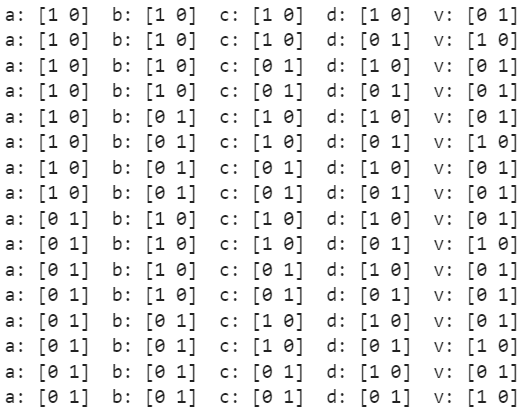 a: [1 0]  b: [1 0]  c: [1 0]  d: [1 0]  v: [0 1]
a: [1 0]  b: [1 0]  c: [1 0]  d: [0 1]  v: [1 0]
a: [1 0]  b: [1 0]  c: [0 1]  d: [1 0]  v: [0 1]
a: [1 0]  b: [1 0]  c: [0 1]  d: [0 1]  v: [0 1]
a: [1 0]  b: [0 1]  c: [1 0]  d: [1 0]  v: [0 1]
a: [1 0]  b: [0 1]  c: [1 0]  d: [0 1]  v: [1 0]
a: [1 0]  b: [0 1]  c: [0 1]  d: [1 0]  v: [0 1]
a: [1 0]  b: [0 1]  c: [0 1]  d: [0 1]  v: [0 1]
a: [0 1]  b: [1 0]  c: [1 0]  d: [1 0]  v: [0 1]
a: [0 1]  b: [1 0]  c: [1 0]  d: [0 1]  v: [1 0]
a: [0 1]  b: [1 0]  c: [0 1]  d: [1 0]  v: [0 1]
a: [0 1]  b: [1 0]  c: [0 1]  d: [0 1]  v: [0 1]
a: [0 1]  b: [0 1]  c: [1 0]  d: [1 0]  v: [0 1]
a: [0 1]  b: [0 1]  c: [1 0]  d: [0 1]  v: [1 0]
a: [0 1]  b: [0 1]  c: [0 1]  d: [1 0]  v: [0 1]
a: [0 1]  b: [0 1]  c: [0 1]  d: [0 1]  v: [1 0]